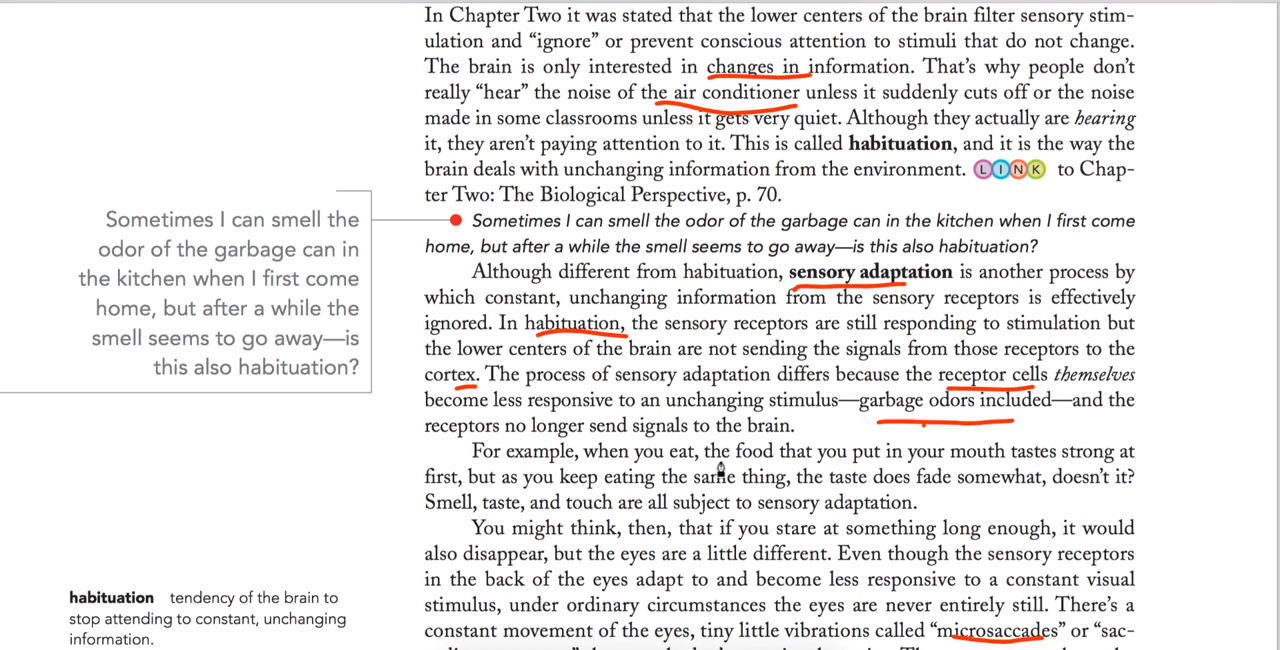 In Chapter Two it was stated that the lower centers of the brain filter sensory stim-
ulation and “ignore” or prevent conscious attention to stimuli that do not change.
The brain is only interested in changes in information. That’s why people don’t
really “hear” the noise of the air conditioner unless it suddenly cuts off or the noise
made in some classrooms unless it gets very quiet. Although they actually are hearing
it, they aren’t paying attention to it. This is called habituation, and it is the way the
brain deals with unchanging information from the environment. LINK to Chap-
ter Two: The Biological Perspective, p. 70.
Sometimes I can smell the odor of the garbage can in the kitchen when I first come
home, but after a while the smell seems to go away—is this also habituation?
Although different from habituation, sensory adaptation is another process by
which constant, unchanging information from the sensory receptors is effectively
ignored. In habituation, the sensory receptors are still responding to stimulation but
the lower centers of the brain are not sending the signals from those receptors to the
cortex. The process of sensory adaptation differs because the receptor cells themselves
become less responsive to an unchanging stimulus—garbage odors included—and the
receptors no longer send signals to the brain.
For example, when you eat, the food that you put in your mouth tastes strong at
first, but as you keep eating the same thing, the taste does fade somewhat, doesn’t it?
Smell, taste, and touch are all subject to sensory adaptation.
You might think, then, that if you stare at something long enough, it would
also disappear, but the eyes are a little different. Even though the sensory receptors
in the back of the eyes adapt to and become less responsive to a constant visual
stimulus, under ordinary circumstances the eyes are never entirely still. There’s a
constant movement of the eyes, tiny little vibrations called “microsaccades” or “sac-
Sometimes I can smell the
odor of the garbage can in
the kitchen when I first come
home, but after a while the
smell seems to go away—is
this also habituation?
habituation tendency of the brain to
stop attending to constant, unchanging
information.